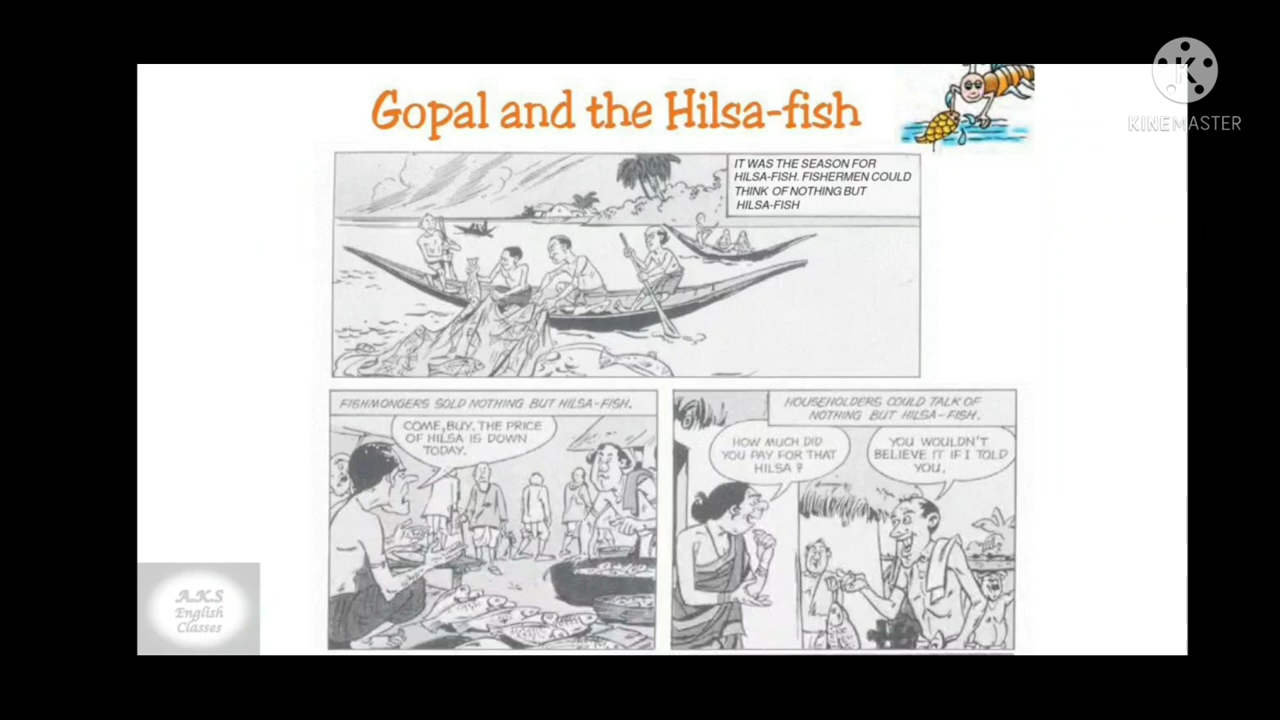 Gopal and the Hilsa-fish
K
KINEMASTER
IT WAS THE SEASON FOR
HILSA-FISH. FISHERMEN COULD
THINK OF NOTHING BUT
HILSA-FISH
FISHMONGERS SOLD NOTHING BUT HILSA-FISH.
COME, BUY. THE PRICE
OF HILSA IS DOWN
TODAY.
HOUSEHOLDERS COULD TALK OF
NOTHING BUT HILSA-FISH.
HOW MUCH DID
YOU PAY FOR THAT
HILSA?
YOU WOULDN'T
BELIEVE IT IF I TOLD
YOU.
A.K.S
English
Classes